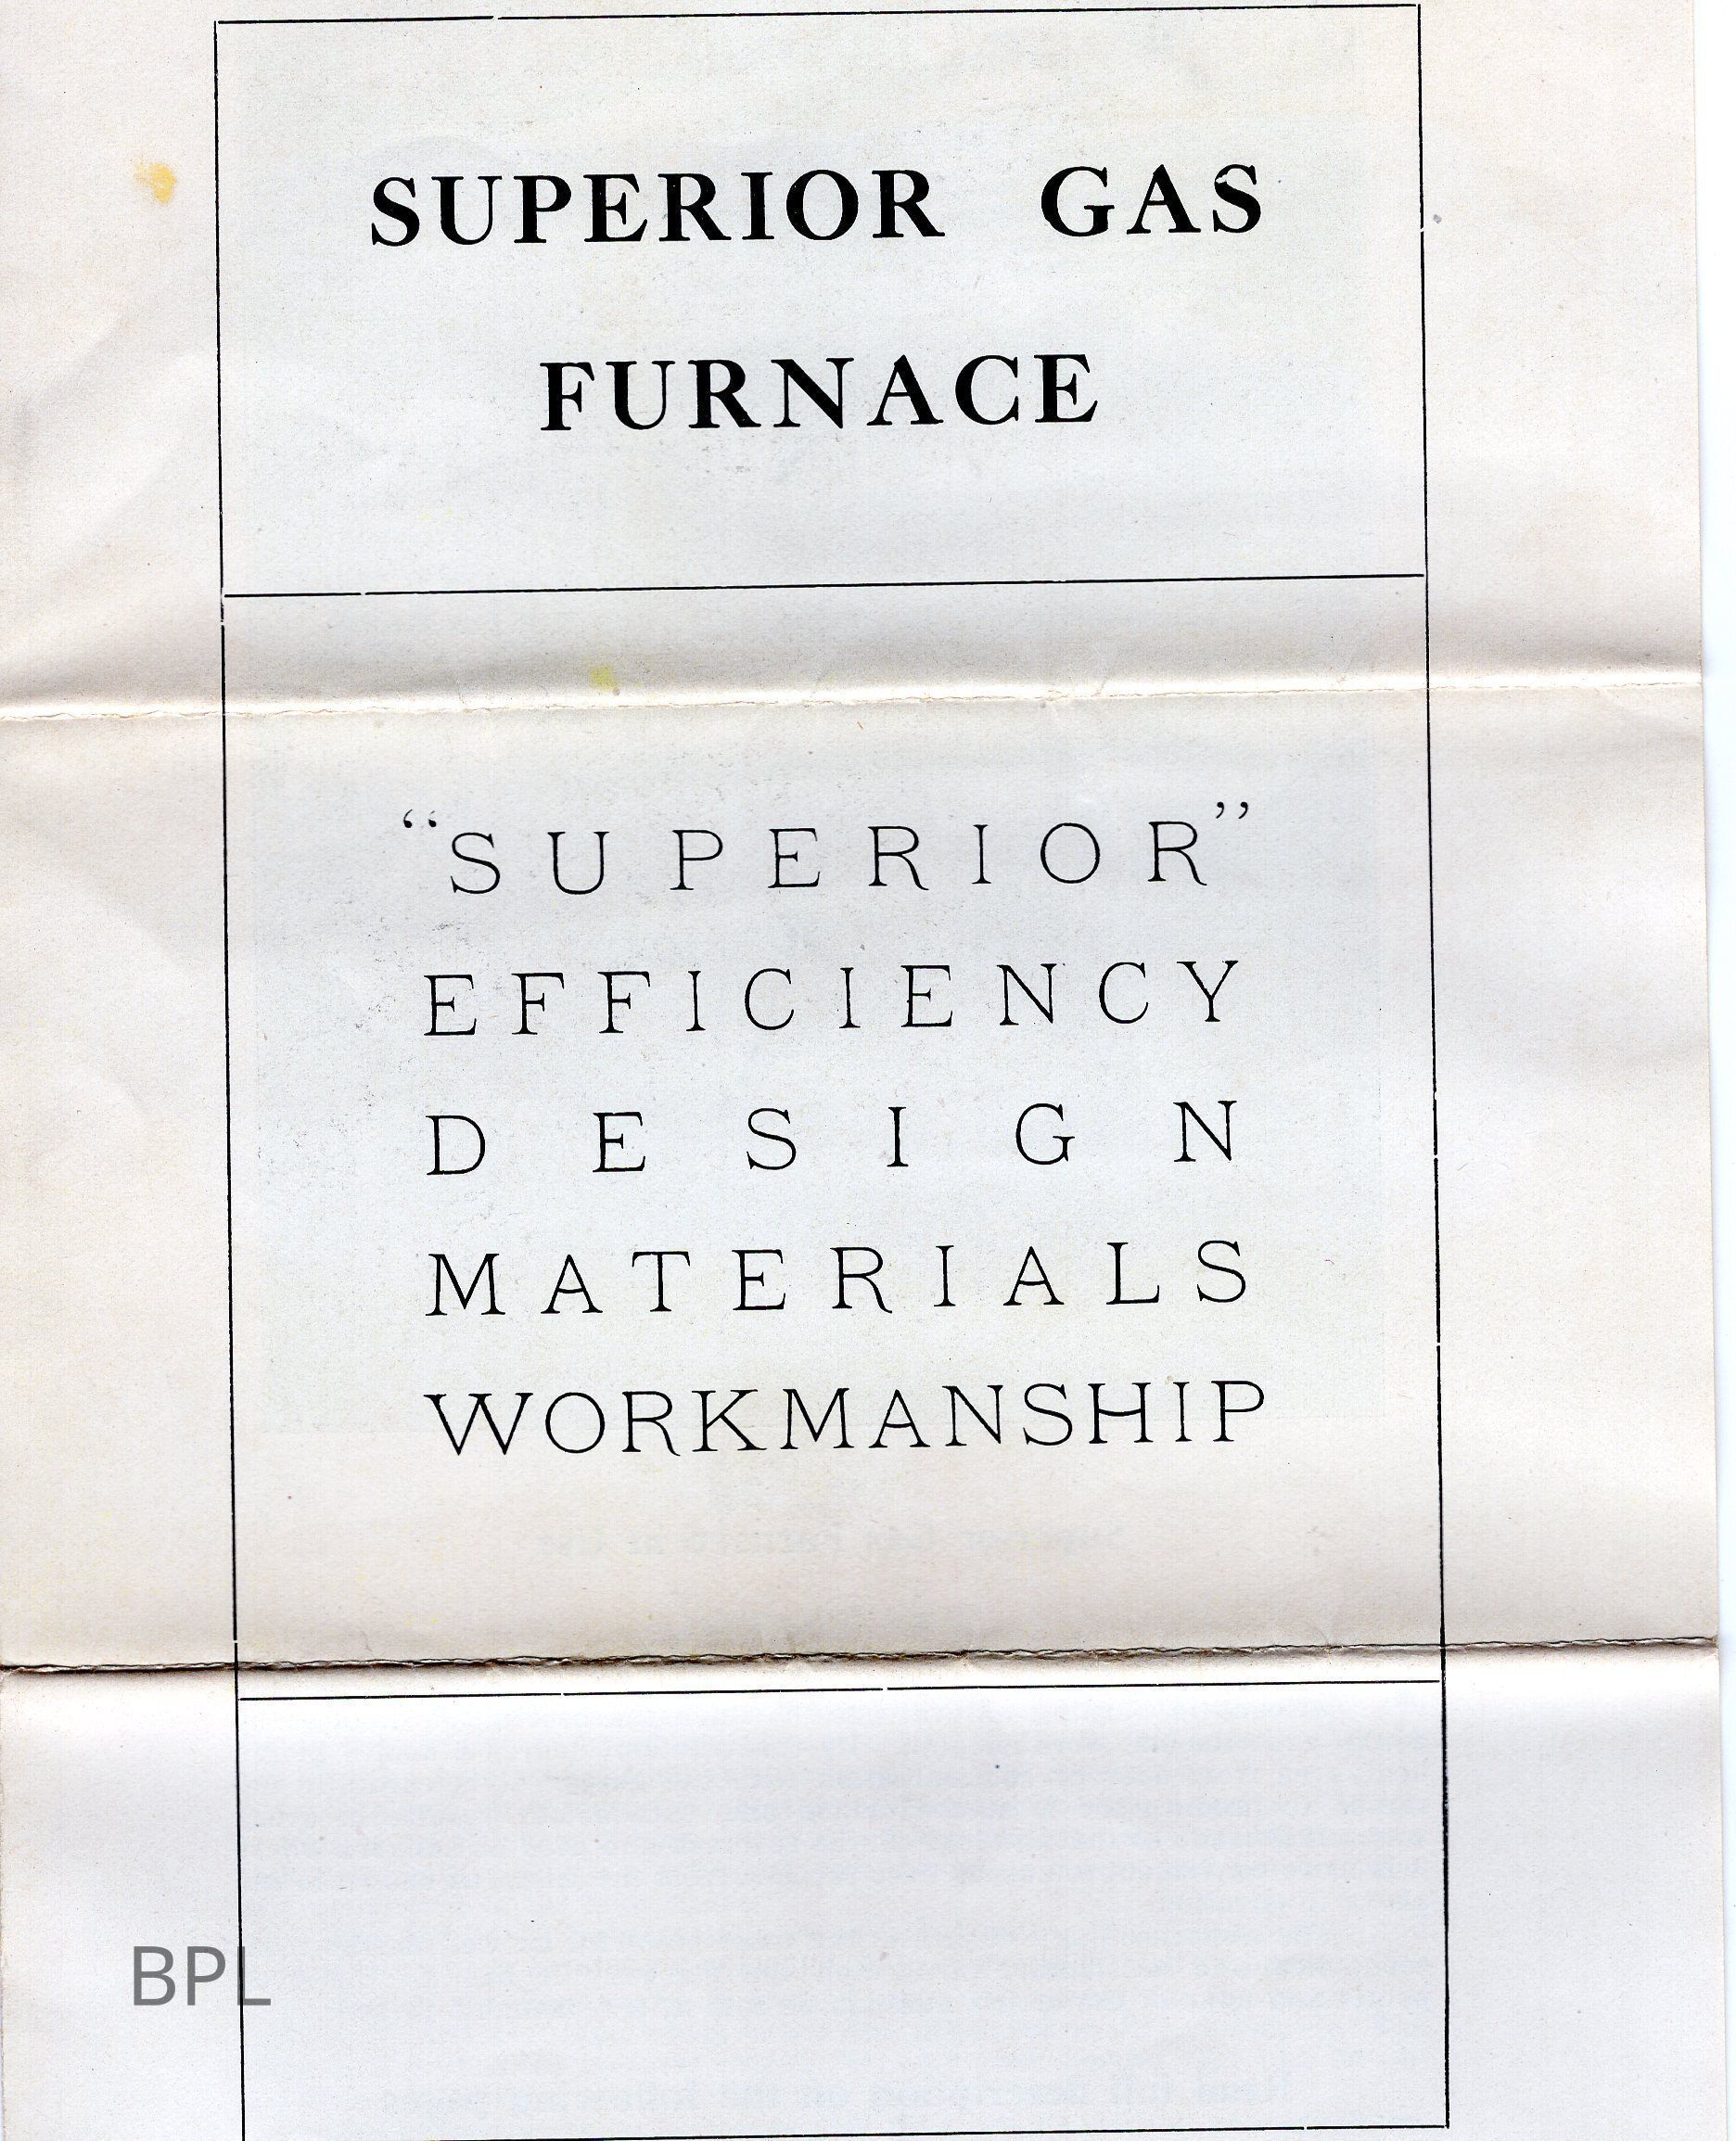 SUPERIOR GAS
FURNACE
“SUPERIOR”
EFFICIENCY
DESIGN
MATERIALS
WORKMANSHIP
BPL